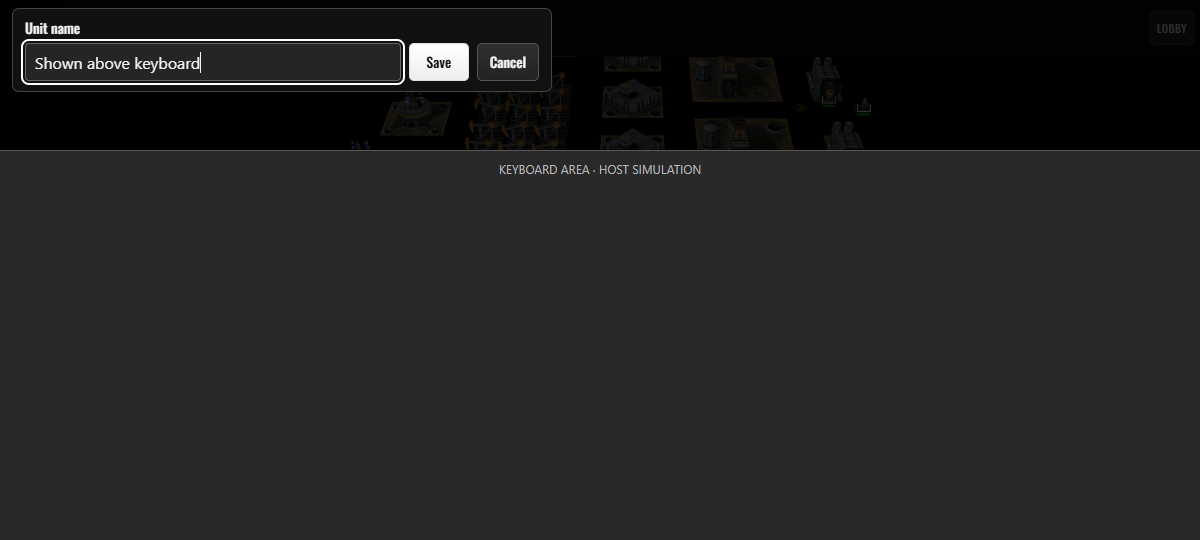 Unit name
LOBBY
Shown above keyboard
Save
Cancel
KEYBOARD AREA · HOST SIMULATION